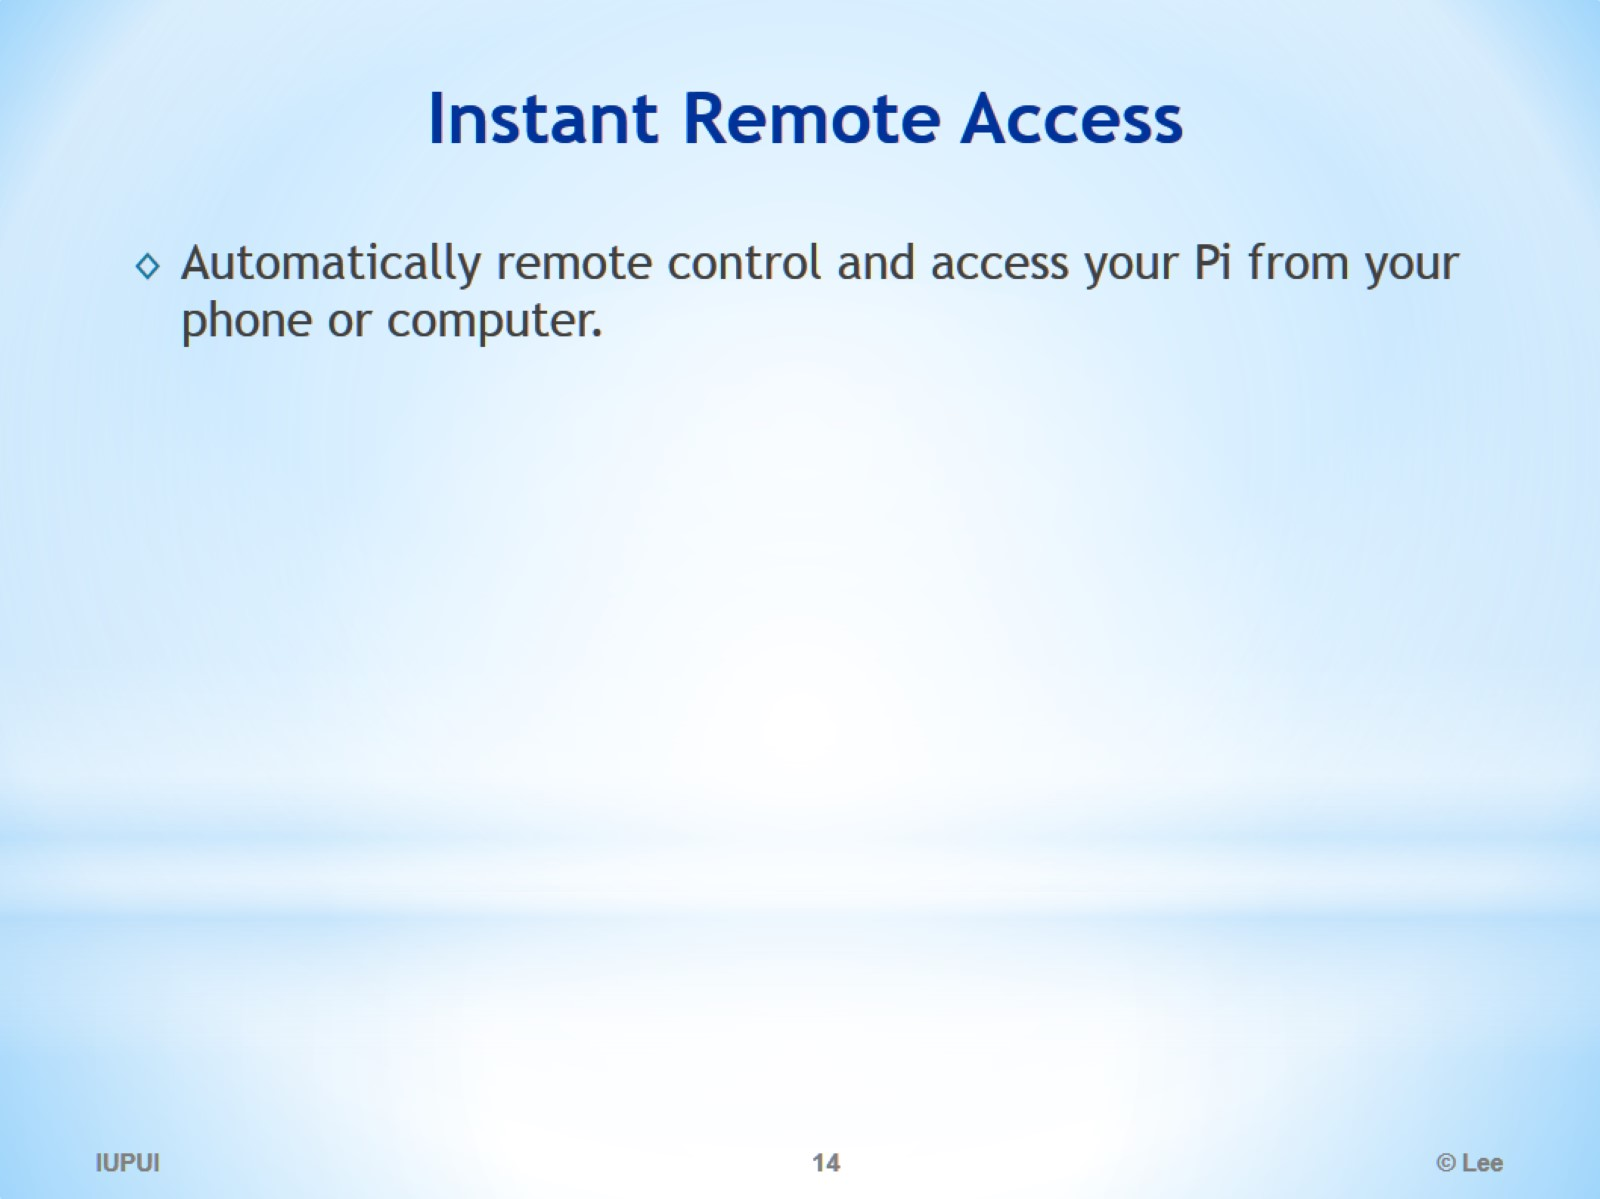 Instant Remote Access
◇ Automatically remote control and access your Pi from your
phone or computer.
IUPUI
14
© Lee